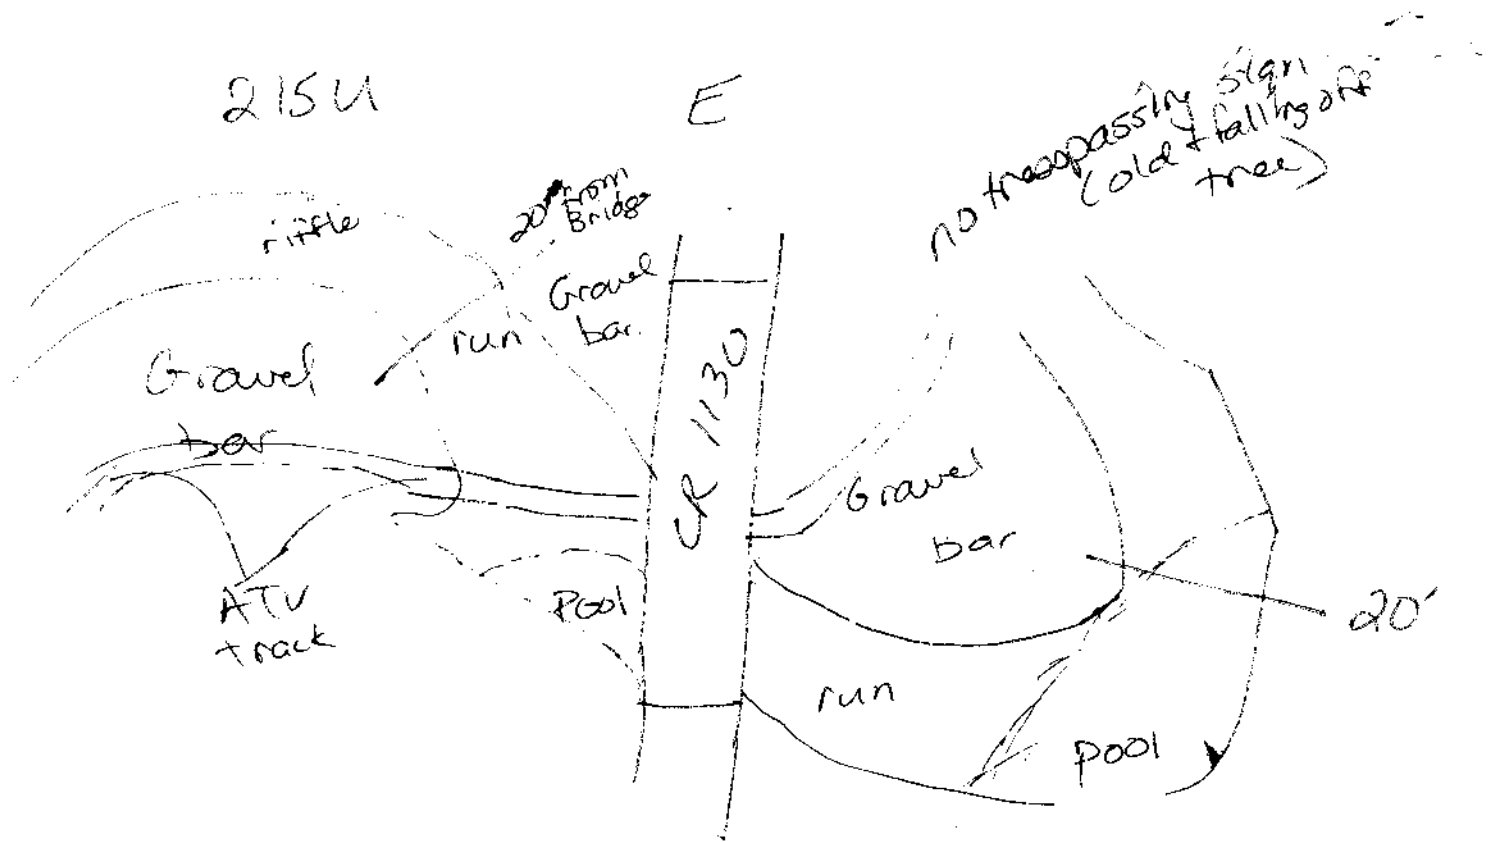 215U
E
no trespassing sign
(old + falling off
tree)
20' from
Bridge
riffle
Gravel
bar
run
Gravel
bar
CR 1130
Gravel
bar
ATV
track
Pool
run
pool
20'